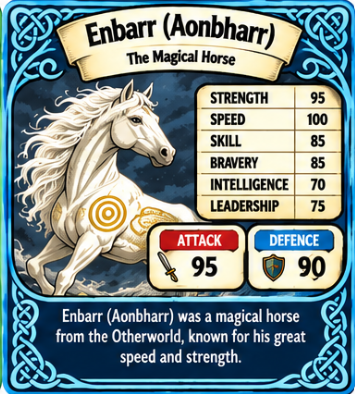 Enbarr (Aonbharr)
The Magical Horse
STRENGTH 95
SPEED 100
SKILL 85
BRAVERY 85
INTELLIGENCE 70
LEADERSHIP 75
ATTACK
95
DEFENCE
90
Enbarr (Aonbharr) was a magical horse
from the Otherworld, known for his great
speed and strength.